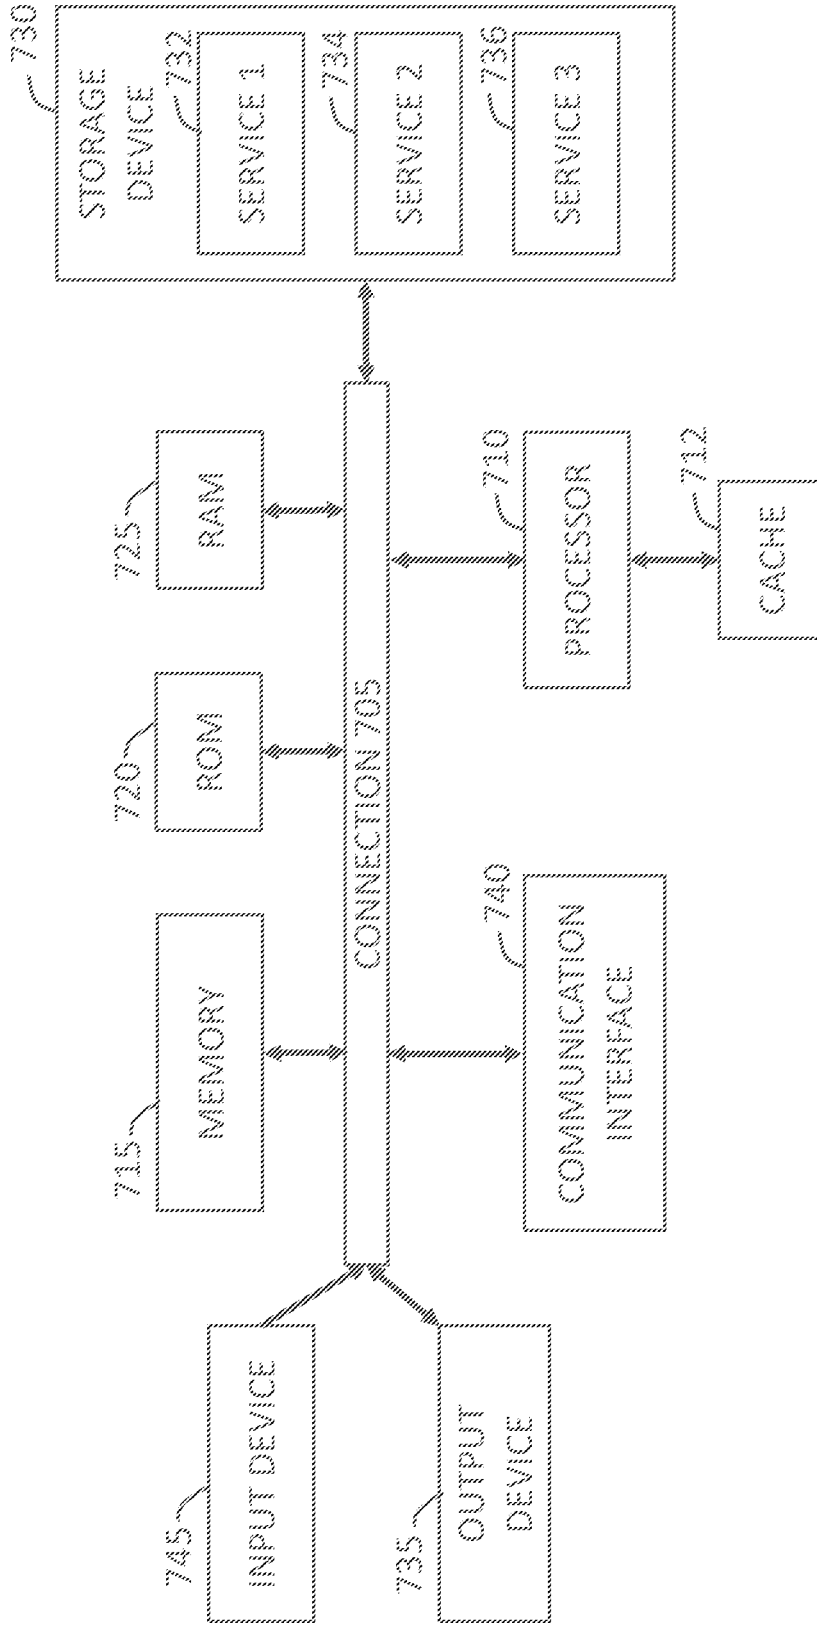 730
STORAGE
DEVICE
732
SERVICE 1
734
SERVICE 2
736
SERVICE 3
725
RAM
720
ROM
715
MEMORY
CONNECTION 705
710
PROCESSOR
712
CACHE
740
COMMUNICATION
INTERFACE
745
INPUT DEVICE
735
OUTPUT
DEVICE